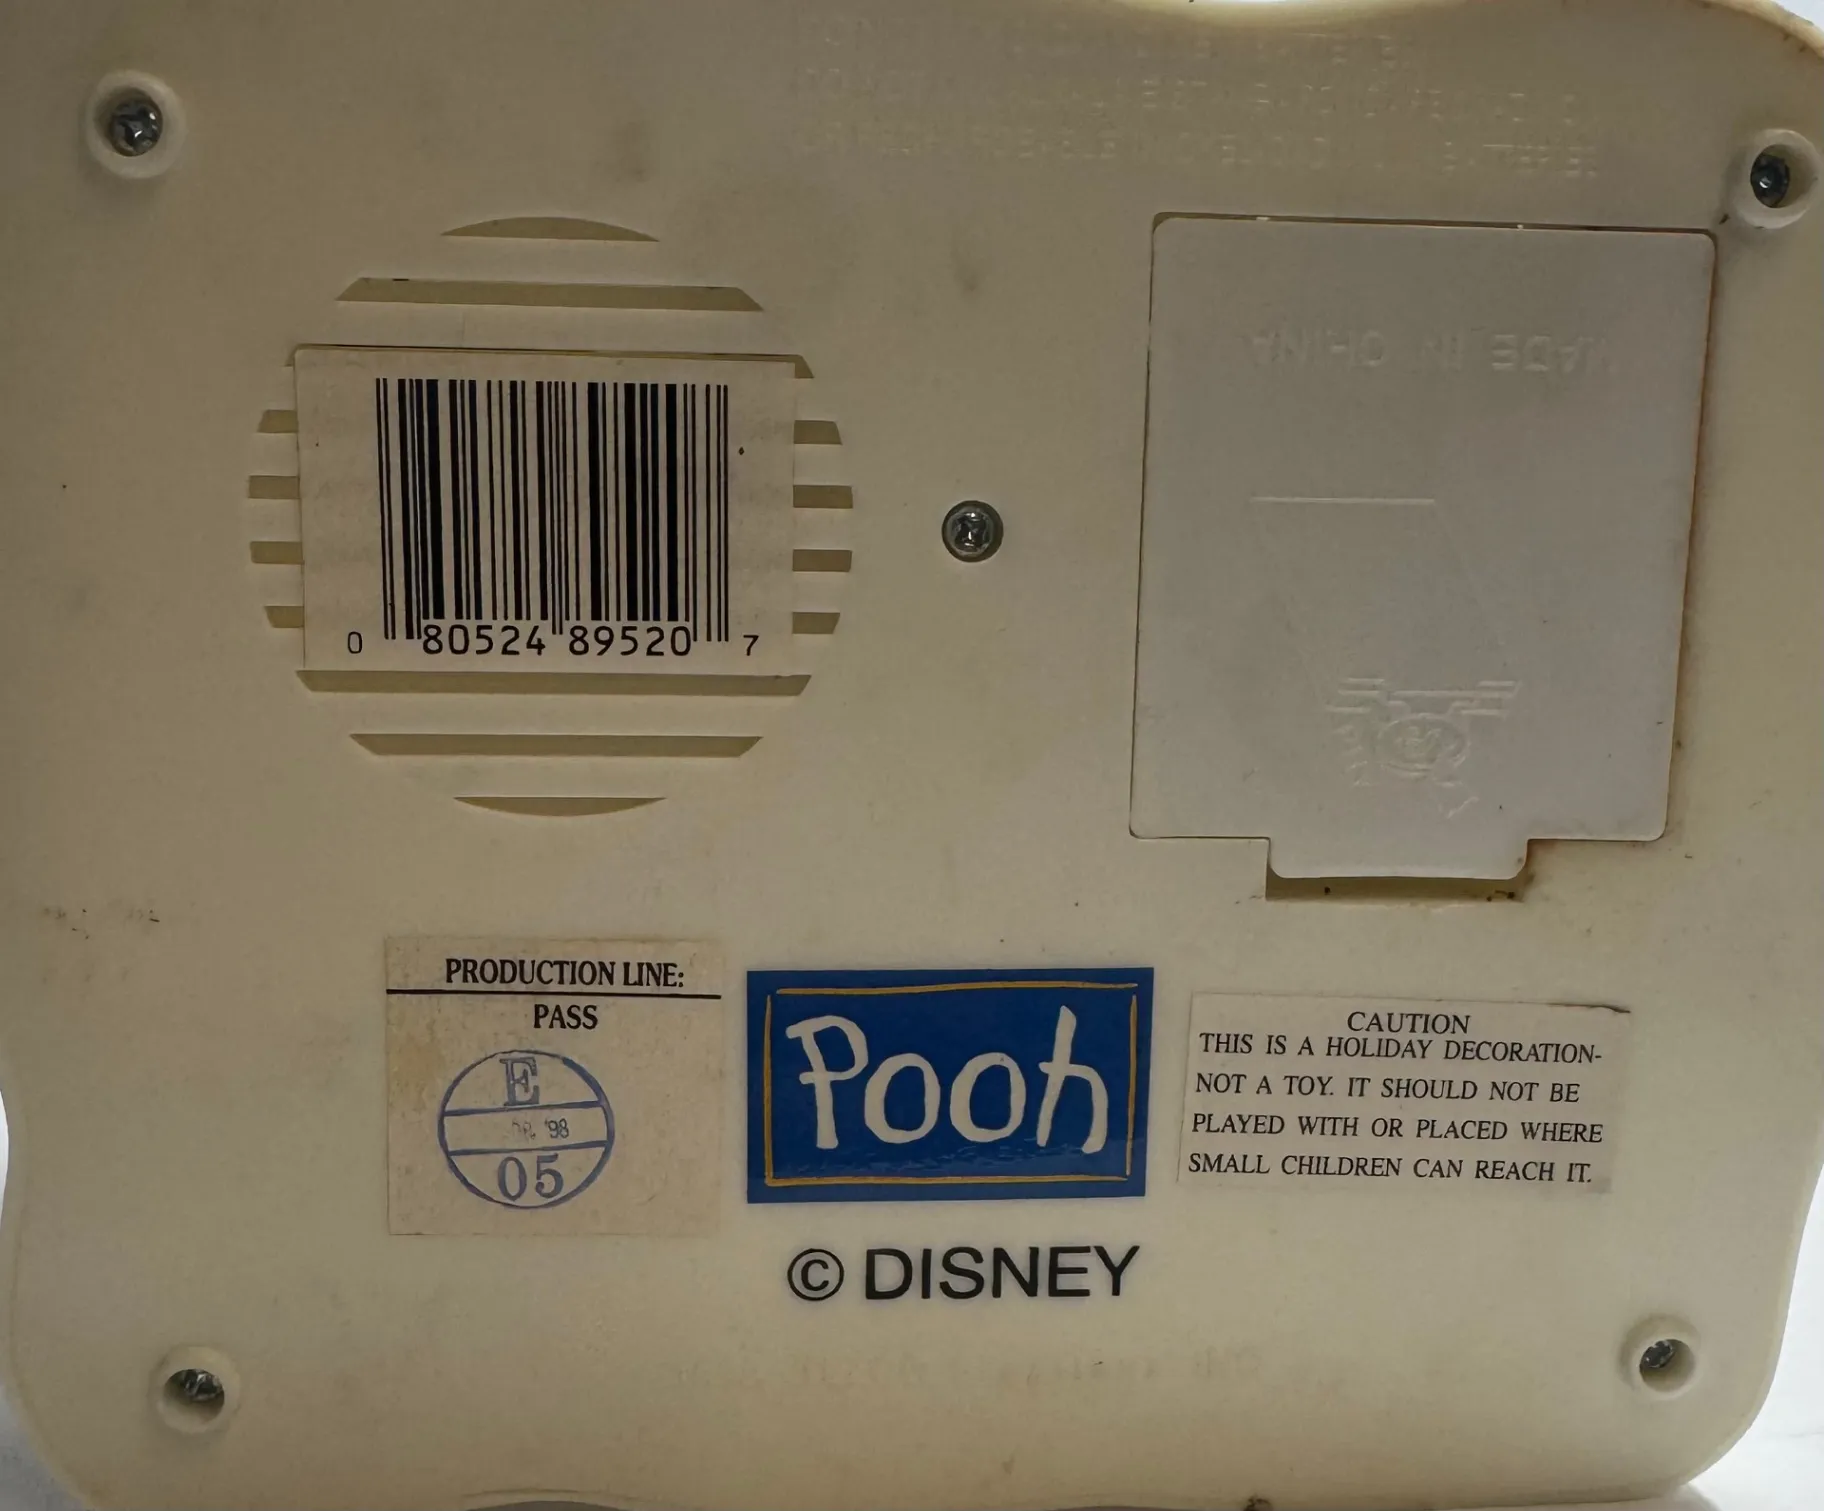 MADE IN CHINA
0 80524 89520 7
PRODUCTION LINE:
PASS
E
'98
05
Pooh
CAUTION
THIS IS A HOLIDAY DECORATION-
NOT A TOY. IT SHOULD NOT BE
PLAYED WITH OR PLACED WHERE
SMALL CHILDREN CAN REACH IT.
© DISNEY